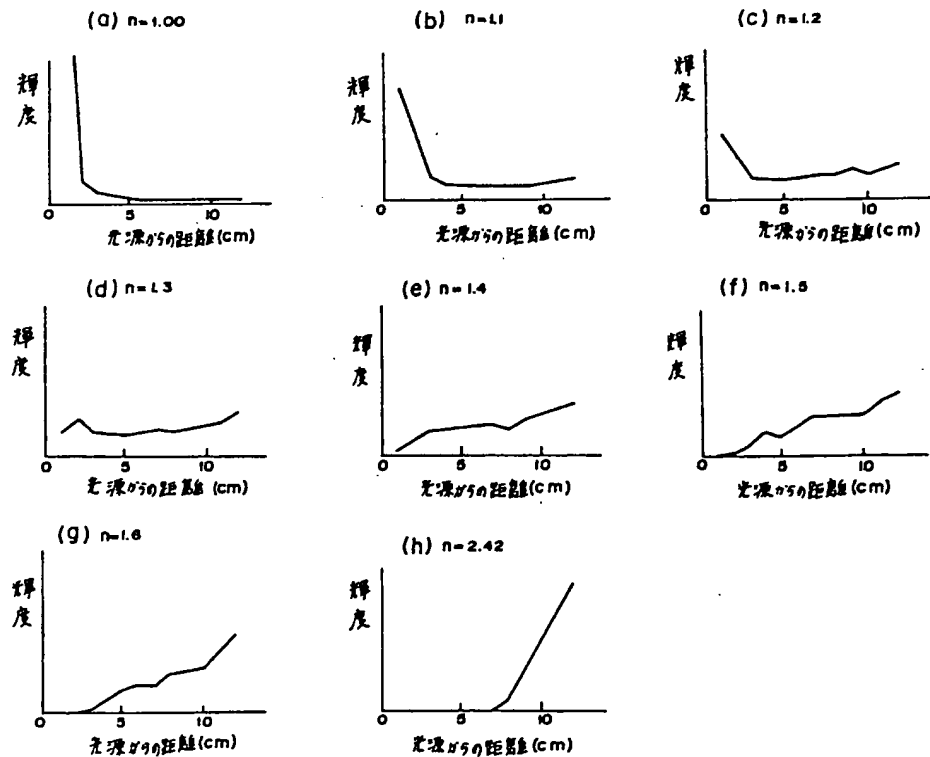 (a) n=1.00
(b) n=1.1
(c) n=1.2
輝度
輝度
輝度
0 5 10
0 5 10
0 5 10
光源からの距離(cm)
光源からの距離(cm)
光源からの距離(cm)
(d) n=1.3
(e) n=1.4
(f) n=1.5
輝度
輝度
輝度
0 5 10
0 5 10
0 5 10
光源からの距離(cm)
光源からの距離(cm)
光源からの距離(cm)
(g) n=1.6
(h) n=2.42
輝度
輝度
0 5 10
0 5 10
光源からの距離(cm)
光源からの距離(cm)